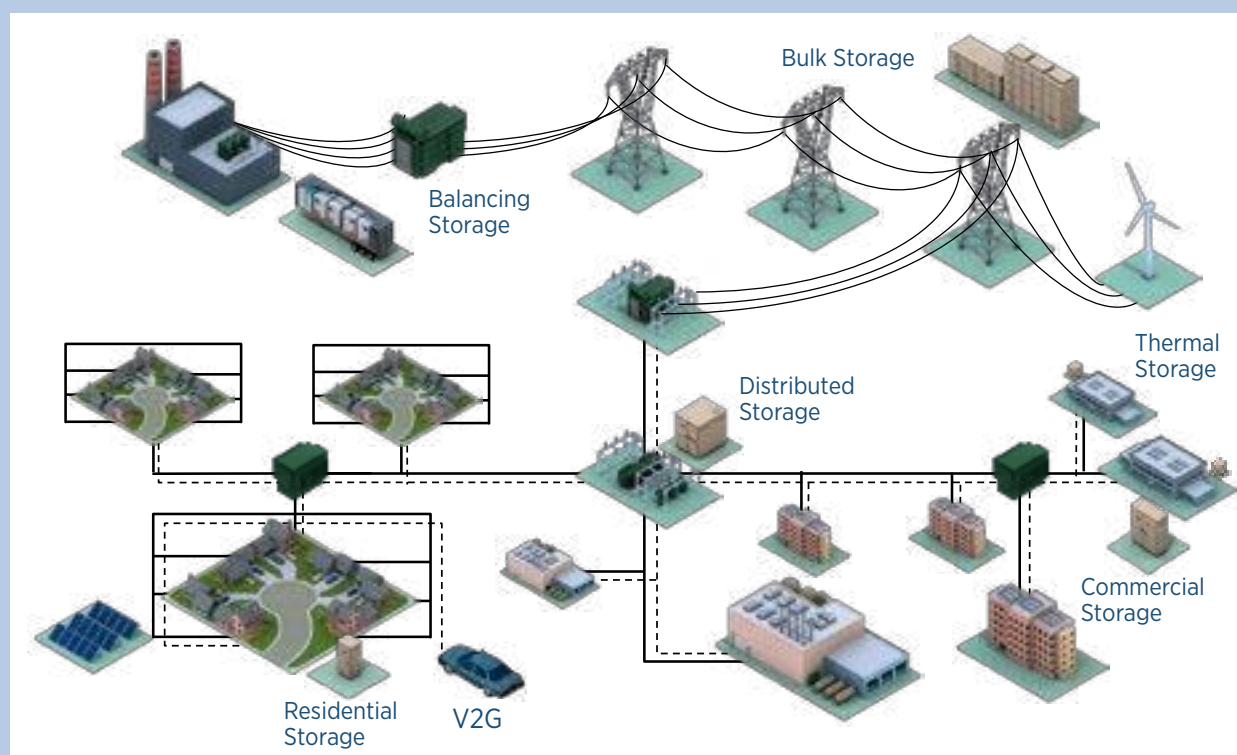 Bulk Storage
Balancing
Storage
Thermal
Storage
Distributed
Storage
Commercial
Storage
Residential
Storage
V2G